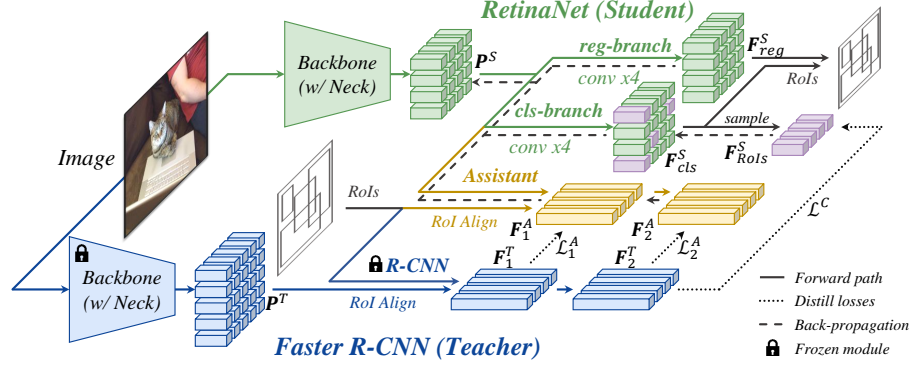 RetinaNet (Student)
Backbone
(w/ Neck)
P^S
reg-branch
conv x4
F^S_reg
RoIs
cls-branch
conv x4
F^S_cls
sample
F^S_RoIs
Image
RoIs
Assistant
RoI Align
F^A_1
F^A_2
ℒ^C
Backbone
(w/ Neck)
P^T
R-CNN
RoI Align
F^T_1
ℒ^A_1
F^T_2
ℒ^A_2
Faster R-CNN (Teacher)
Forward path
Distill losses
Back-propagation
Frozen module